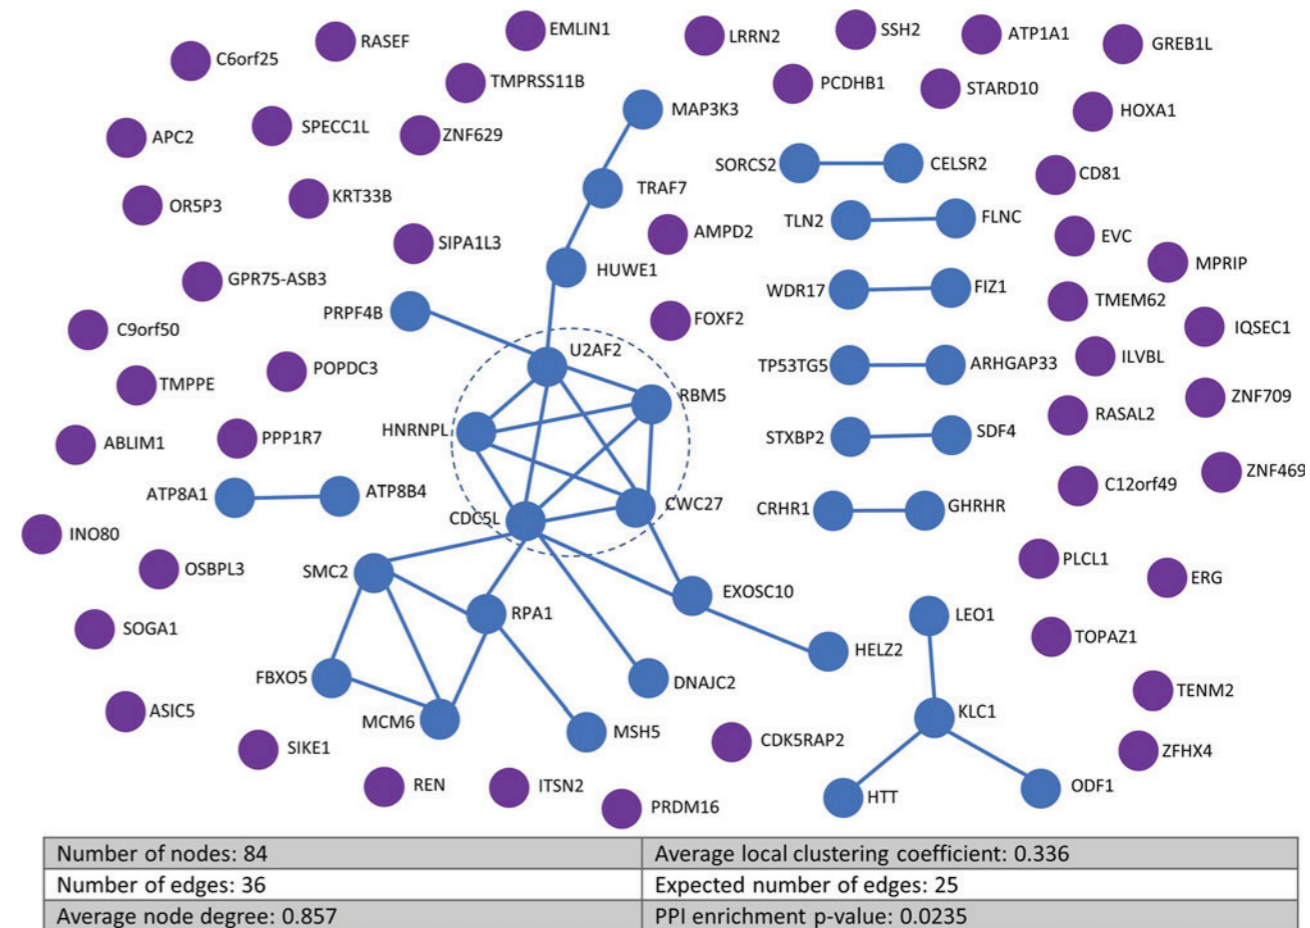 EMLIN1
SSH2
ATP1A1
LRRN2
RASEF
GREB1L
C6orf25
TMPRSS11B
PCDHB1
STARD10
MAP3K3
HOXA1
SPECC1L
ZNF629
APC2
SORCS2
CELSR2
CD81
TRAF7
KRT33B
OR5P3
TLN2
FLNC
AMPD2
EVC
SIPA1L3
MPRIP
HUWE1
GPR75-ASB3
WDR17
FIZ1
TMEM62
PRPF4B
FOXF2
IQSEC1
C9orf50
U2AF2
ILVBL
TP53TG5
ARHGAP33
POPDC3
TMPPE
RBM5
ZNF709
RASAL2
HNRNPL
STXBP2
SDF4
PPP1R7
ABLIM1
ZNF469
C12orf49
ATP8A1
ATP8B4
CWC27
CRHR1
GHRHR
CDC5L
INO80
PLCL1
OSBPL3
SMC2
ERG
EXOSC10
RPA1
LEO1
SOGA1
TOPAZ1
HELZ2
FBXO5
DNAJC2
TENM2
ASIC5
KLC1
MCM6
MSH5
CDK5RAP2
SIKE1
ZFHX4
REN
ITSN2
ODF1
HTT
PRDM16
Number of nodes: 84
Average local clustering coefficient: 0.336
Number of edges: 36
Expected number of edges: 25
Average node degree: 0.857
PPI enrichment p-value: 0.0235